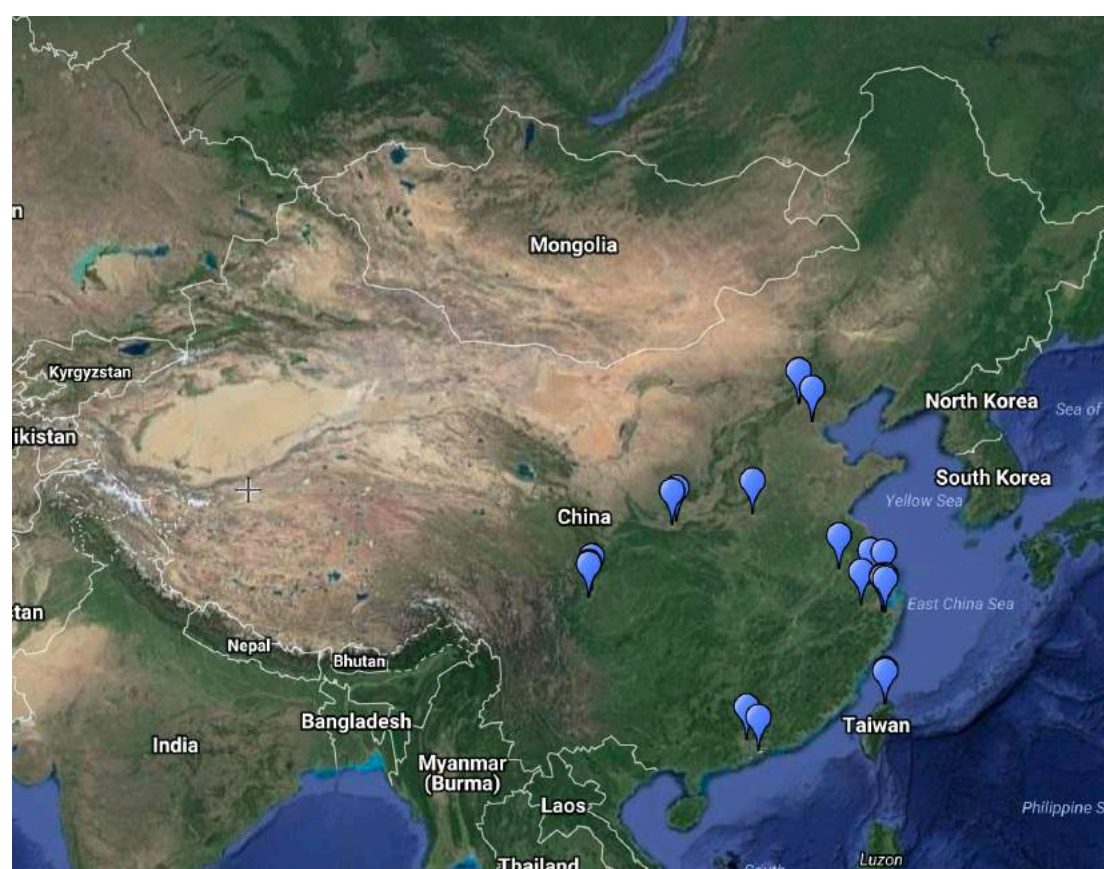 n
Mongolia
Kyrgyzstan
North Korea
Sea of
ikistan
South Korea
Yellow Sea
China
East China Sea
tan
Nepal
Bhutan
Bangladesh
Taiwan
India
Myanmar
(Burma)
Laos
Philippine S
Luzon
Thailand
South